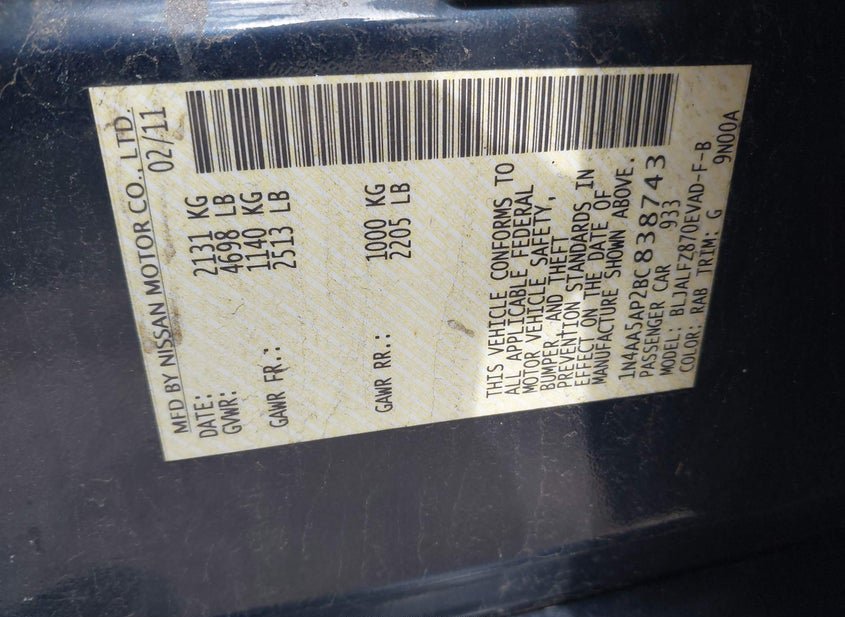 MFD BY NISSAN MOTOR CO., LTD.
DATE: 02/11
GVWR: 2131 KG
4698 LB
GAWR FR.: 1140 KG
2513 LB
GAWR RR.: 1000 KG
2205 LB
THIS VEHICLE CONFORMS TO
ALL APPLICABLE FEDERAL
MOTOR VEHICLE SAFETY,
BUMPER, AND THEFT
PREVENTION STANDARDS IN
EFFECT ON THE DATE OF
MANUFACTURE SHOWN ABOVE.
1N4AA5AP2BC838743
PASSENGER CAR 933
MODEL: BLJALFZ870EVAD-F-B
COLOR: RAB TRIM: G 9N00A